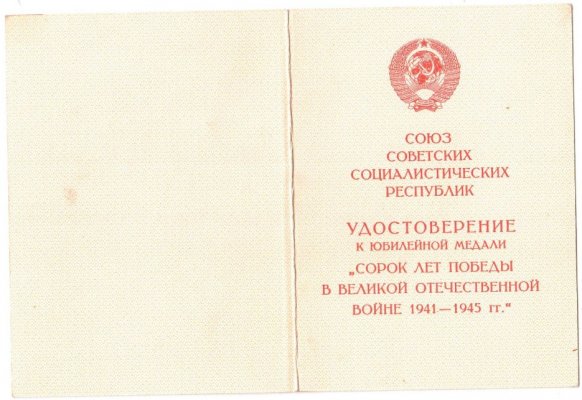 СОЮЗ
СОВЕТСКИХ
СОЦИАЛИСТИЧЕСКИХ
РЕСПУБЛИК
УДОСТОВЕРЕНИЕ
К ЮБИЛЕЙНОЙ МЕДАЛИ
„СОРОК ЛЕТ ПОБЕДЫ
В ВЕЛИКОЙ ОТЕЧЕСТВЕННОЙ
ВОЙНЕ 1941—1945 гг.“